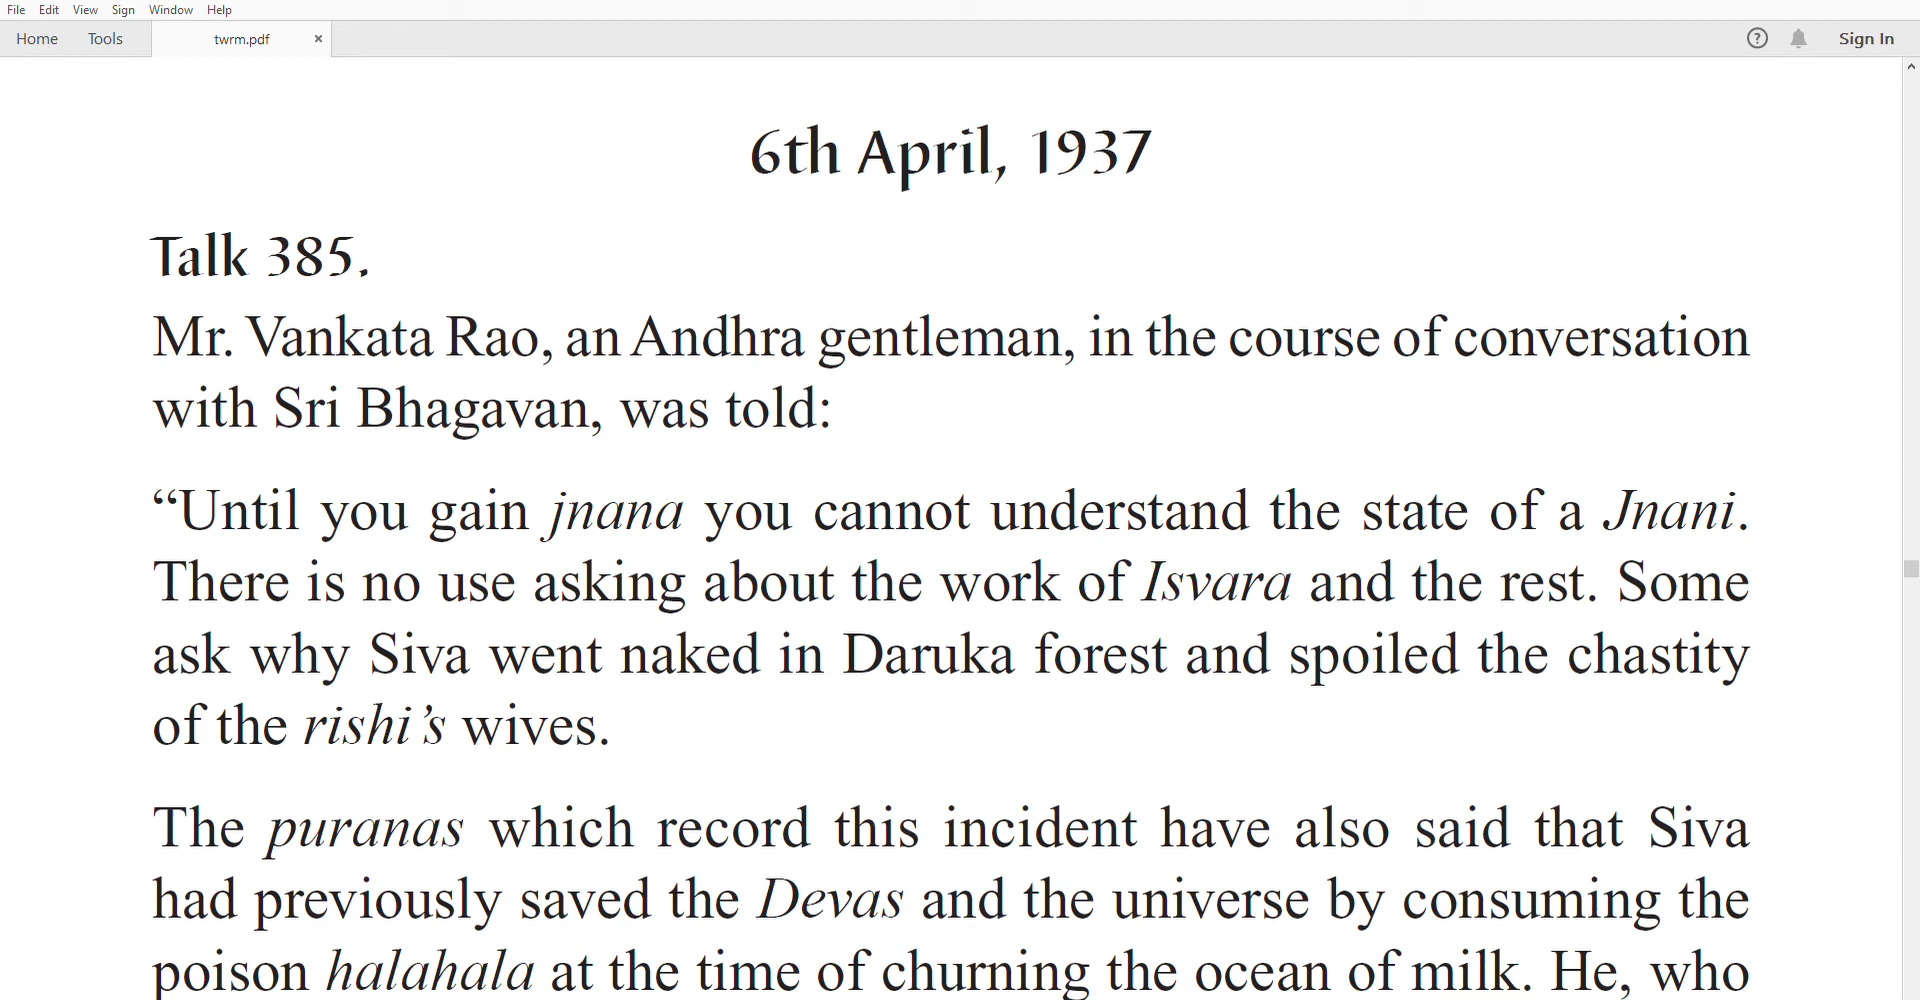 File Edit View Sign Window Help
Home Tools twrm.pdf × ? Sign In
6th April, 1937
Talk 385.
Mr. Vankata Rao, an Andhra gentleman, in the course of conversation
with Sri Bhagavan, was told:
“Until you gain jnana you cannot understand the state of a Jnani.
There is no use asking about the work of Isvara and the rest. Some
ask why Siva went naked in Daruka forest and spoiled the chastity
of the rishi’s wives.
The puranas which record this incident have also said that Siva
had previously saved the Devas and the universe by consuming the
poison halahala at the time of churning the ocean of milk. He, who